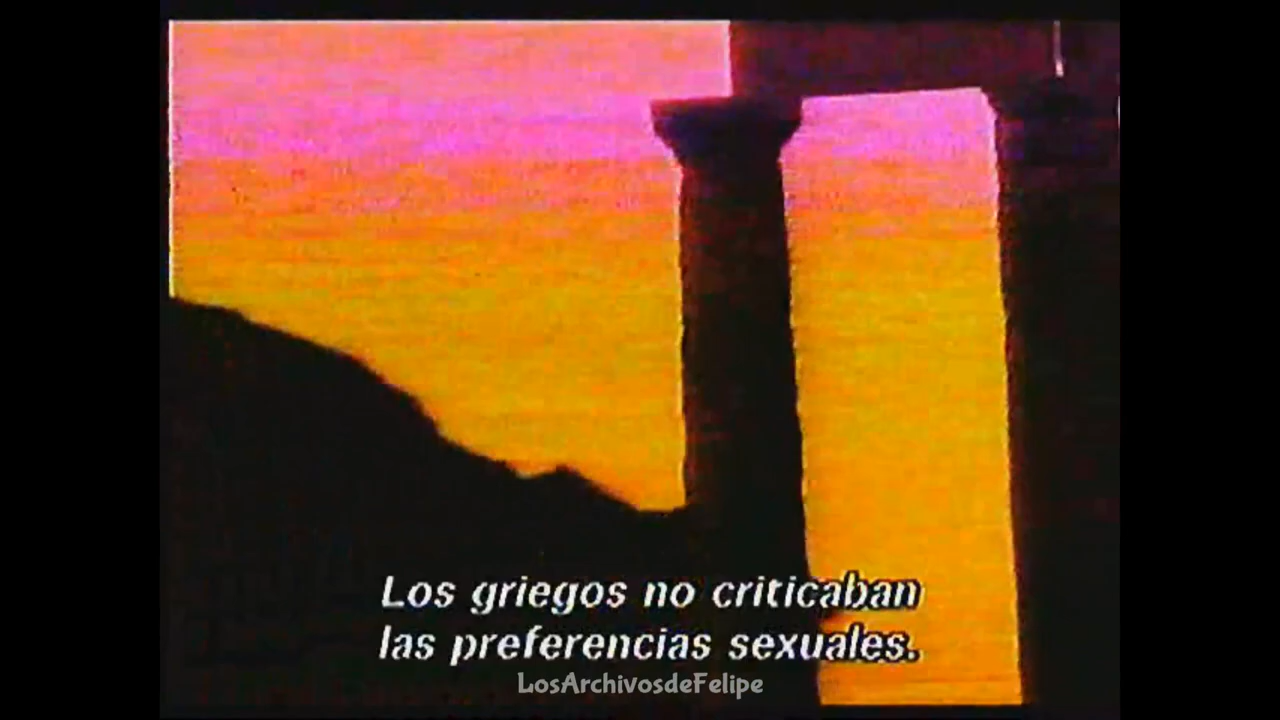 Los griegos no criticaban
las preferencias sexuales.
LosArchivosdeFelipe